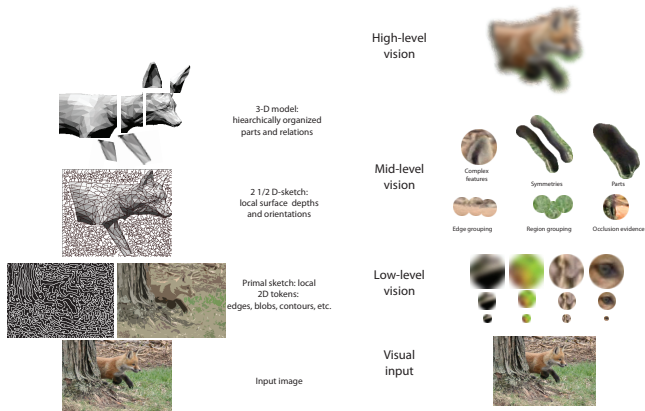 High-level
vision
3-D model:
hiearchically organized
parts and relations
Mid-level
vision
Complex
features
Symmetries
Parts
2 1/2 D-sketch:
local surface depths
and orientations
Edge grouping
Region grouping
Occlusion evidence
Primal sketch: local
2D tokens:
edges, blobs, contours, etc.
Low-level
vision
Input image
Visual
input